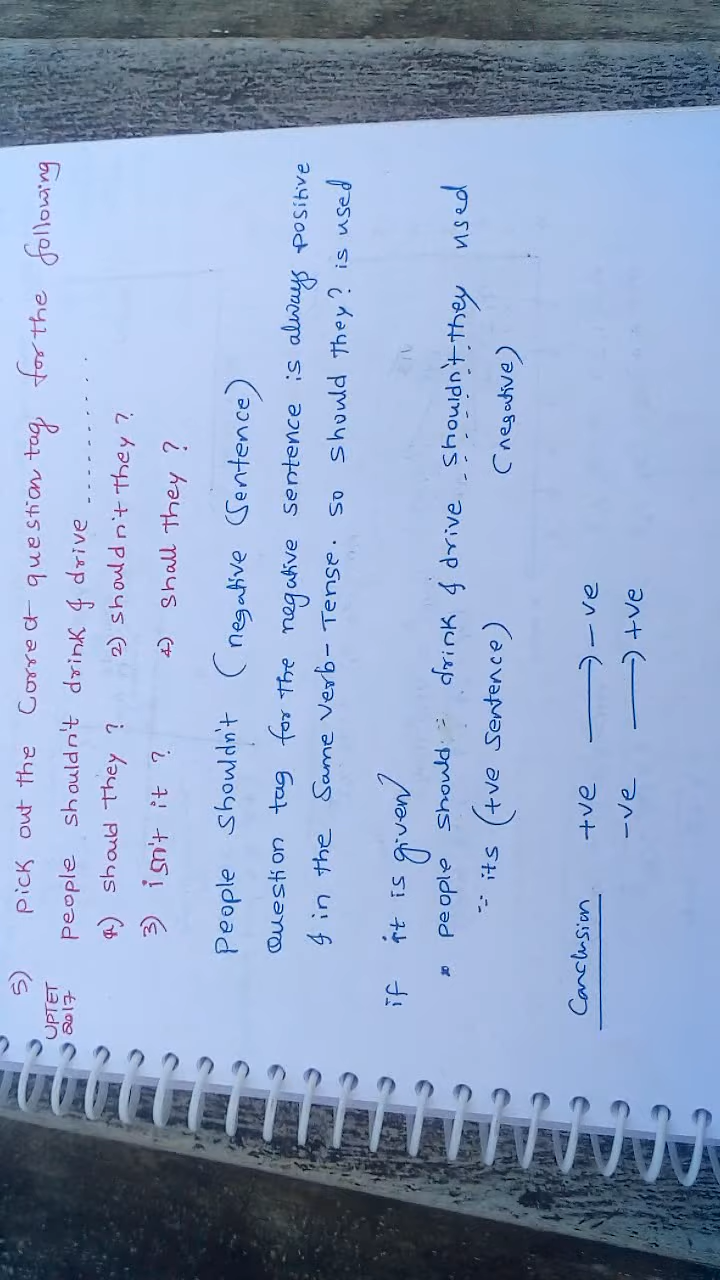 5) pick out the Correct question tag for the following
UPTET
2017
people shouldn't drink & drive ..........
1) should they ? 2) shouldn't they ?
3) isn't it ? 4) shall they ?
People shouldn't (negative Sentence)
Question tag for the negative sentence is always positive
& in the Same verb-Tense. So should they? is used
if it is given
people should drink & drive shouldn't they used
∵ its (+ve Sentence) (negative)
Conclusion +ve ⟶ -ve
-ve ⟶ +ve